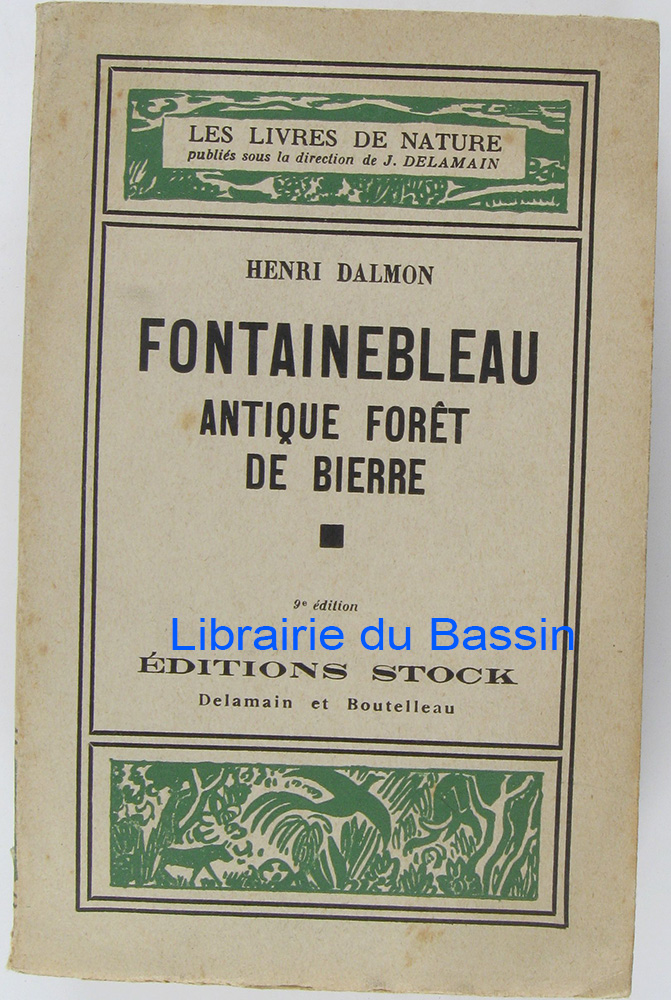 LES LIVRES DE NATURE
publiés sous la direction de J. DELAMAIN
HENRI DALMON
FONTAINEBLEAU
ANTIQUE FORÊT
DE BIERRE
9e édition
Librairie du Bassin
ÉDITIONS STOCK
Delamain et Boutelleau